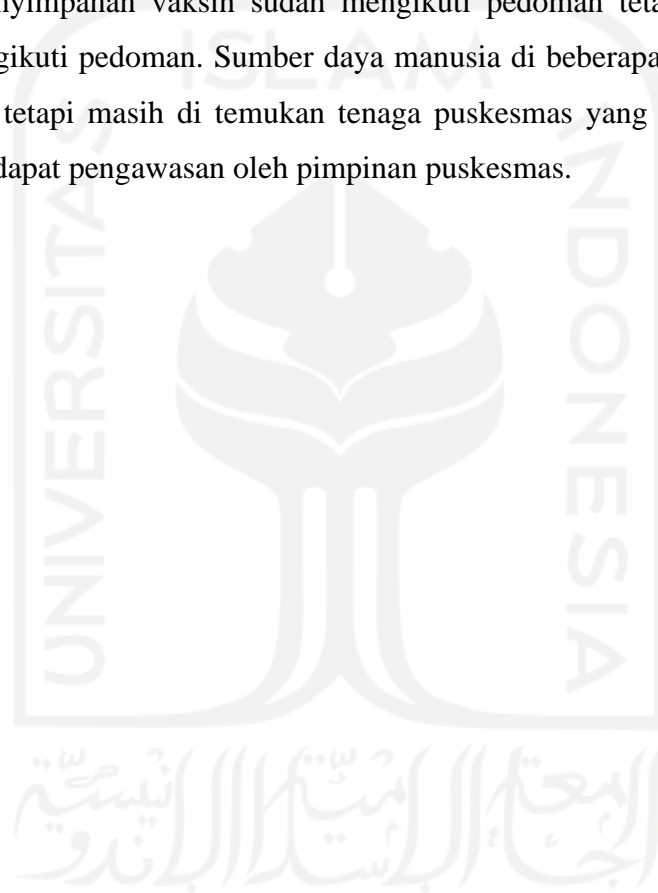 nyimpanan vaksin sudah mengikuti pedoman teta
gikuti pedoman. Sumber daya manusia di beberapa
tetapi masih di temukan tenaga puskesmas yang
dapat pengawasan oleh pimpinan puskesmas.
ISLAM
UNIVERSITAS
INDONESIA